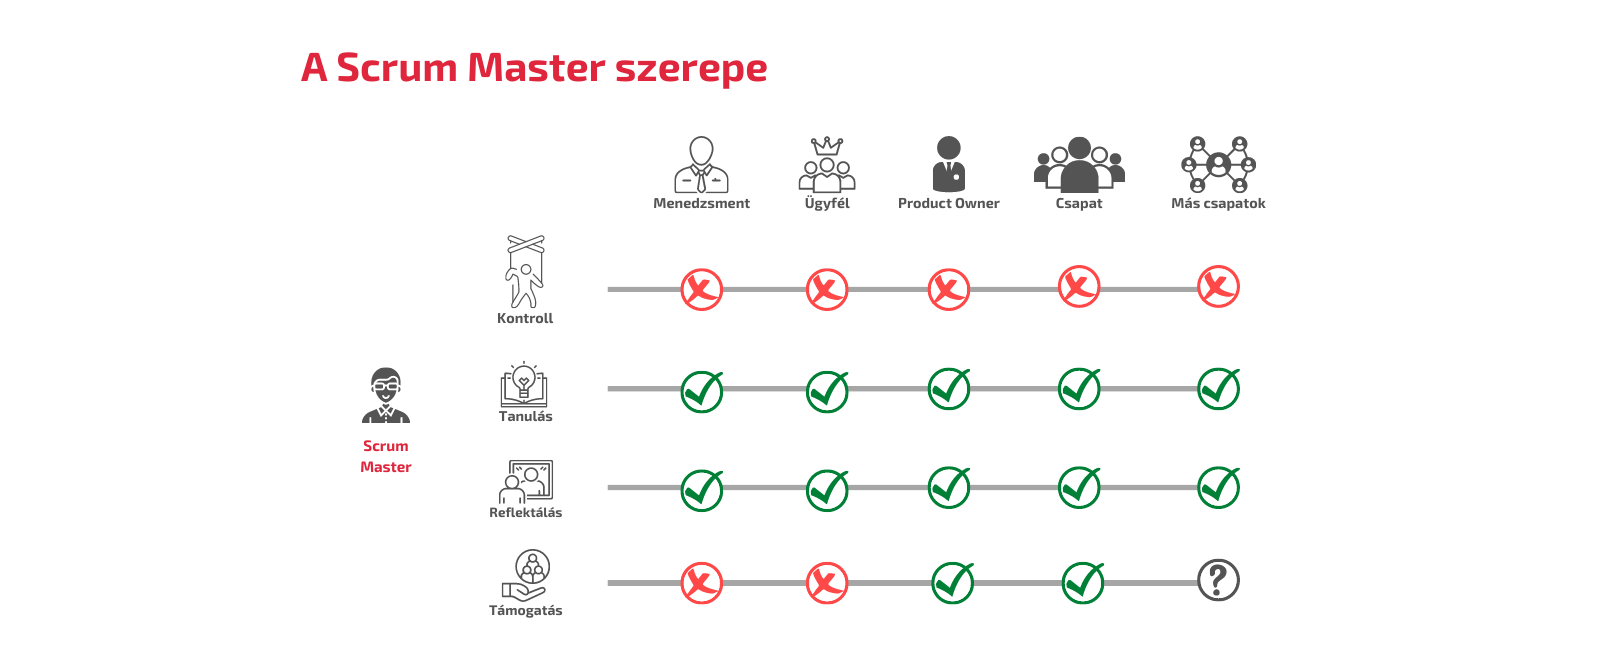 A Scrum Master szerepe
Menedzsment
Ügyfél
Product Owner
Csapat
Más csapatok
Kontroll
Tanulás
Scrum
Master
Reflektálás
Támogatás
?